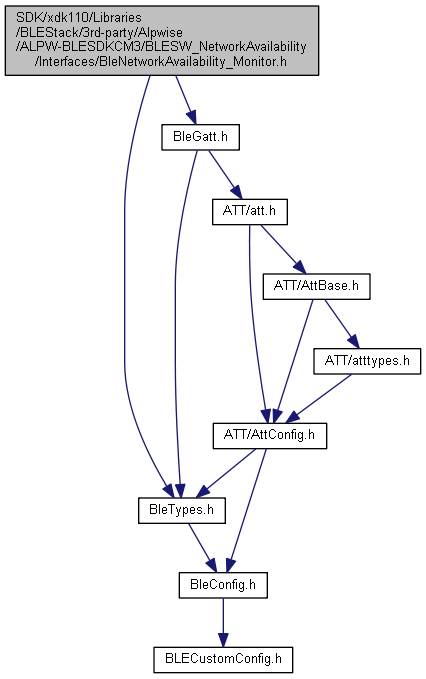 SDK/xdk110/Libraries
/BLEStack/3rd-party/Alpwise
/ALPW-BLESDKCM3/BLESW_NetworkAvailability
/Interfaces/BleNetworkAvailability_Monitor.h
BleGatt.h
ATT/att.h
ATT/AttBase.h
ATT/atttypes.h
ATT/AttConfig.h
BleTypes.h
BleConfig.h
BLECustomConfig.h